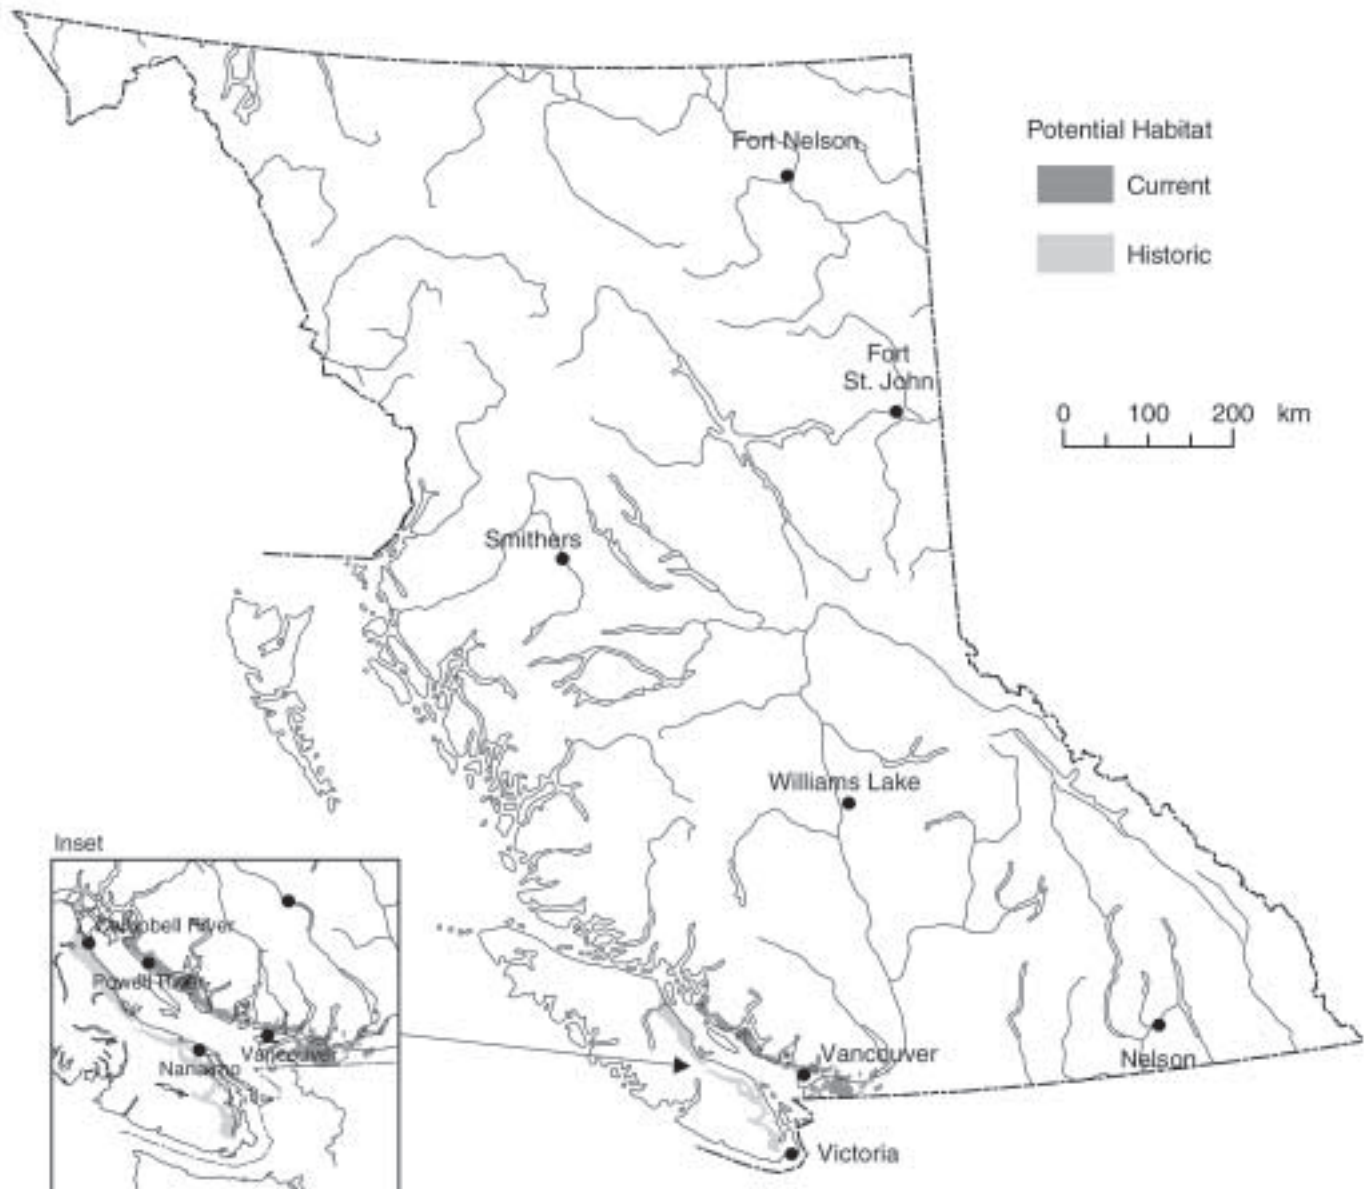 Fort Nelson
Potential Habitat
Current
Historic
Fort
St. John
0 100 200 km
Smithers
Williams Lake
Inset
Campbell River
Powell River
Vancouver
Nanaimo
Vancouver
Nelson
Victoria